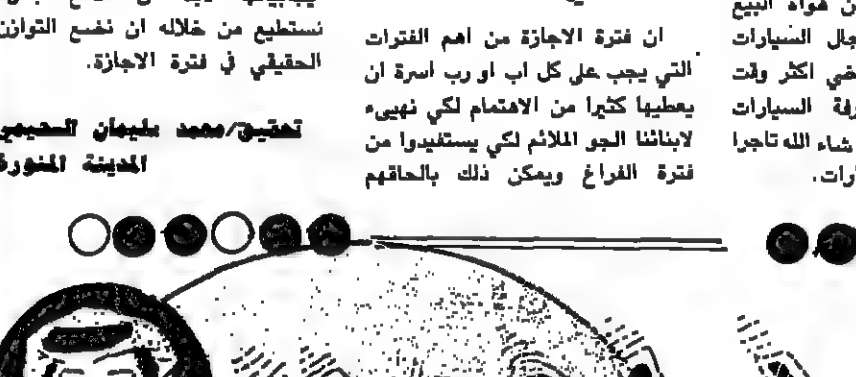 ن هواة البيع
جال السيارات
ضي اكثر وقت
رفة السيارات
شاء الله تاجرا
ارات.
ان فترة الاجازة من اهم الفترات
التي يجب على كل اب او رب اسرة ان
يعطيها كثيرا من الاهتمام لكي نهيىء
لابنائنا الجو الملائم لكي يستفيدوا من
فترة الفراغ ويمكن ذلك بالحاقهم
نستطيع من خلاله ان نضع التوازن
الحقيقي في فترة الاجازة.
تحقيق/محمد سليمان
المدينة المنورة